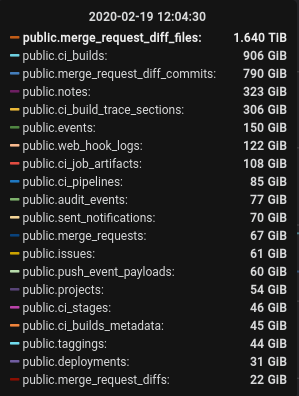 2020-02-19 12:04:30
public.merge_request_diff_files: 1.640 TIB
public.ci_builds: 906 GIB
public.merge_request_diff_commits: 790 GIB
public.notes: 323 GIB
public.ci_build_trace_sections: 306 GIB
public.events: 150 GIB
public.web_hook_logs: 122 GIB
public.ci_job_artifacts: 108 GIB
public.ci_pipelines: 85 GIB
public.audit_events: 77 GIB
public.sent_notifications: 70 GIB
public.merge_requests: 67 GIB
public.issues: 61 GIB
public.push_event_payloads: 60 GIB
public.projects: 54 GIB
public.ci_stages: 46 GIB
public.ci_builds_metadata: 45 GIB
public.taggings: 44 GIB
public.deployments: 31 GIB
public.merge_request_diffs: 22 GIB